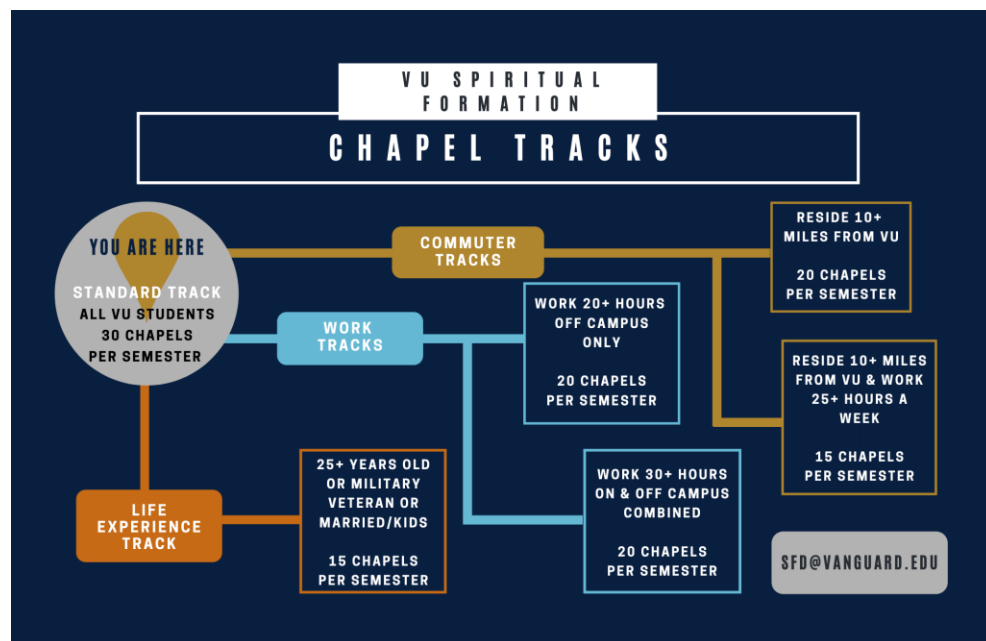 VU SPIRITUAL
FORMATION
CHAPEL TRACKS
YOU ARE HERE
STANDARD TRACK
ALL VU STUDENTS
30 CHAPELS
PER SEMESTER
COMMUTER
TRACKS
RESIDE 10+
MILES FROM VU
20 CHAPELS
PER SEMESTER
RESIDE 10+ MILES
FROM VU & WORK
25+ HOURS A
WEEK
15 CHAPELS
PER SEMESTER
WORK
TRACKS
WORK 20+ HOURS
OFF CAMPUS
ONLY
20 CHAPELS
PER SEMESTER
WORK 30+ HOURS
ON & OFF CAMPUS
COMBINED
20 CHAPELS
PER SEMESTER
LIFE
EXPERIENCE
TRACK
25+ YEARS OLD
OR MILITARY
VETERAN OR
MARRIED/KIDS
15 CHAPELS
PER SEMESTER
SFD@VANGUARD.EDU